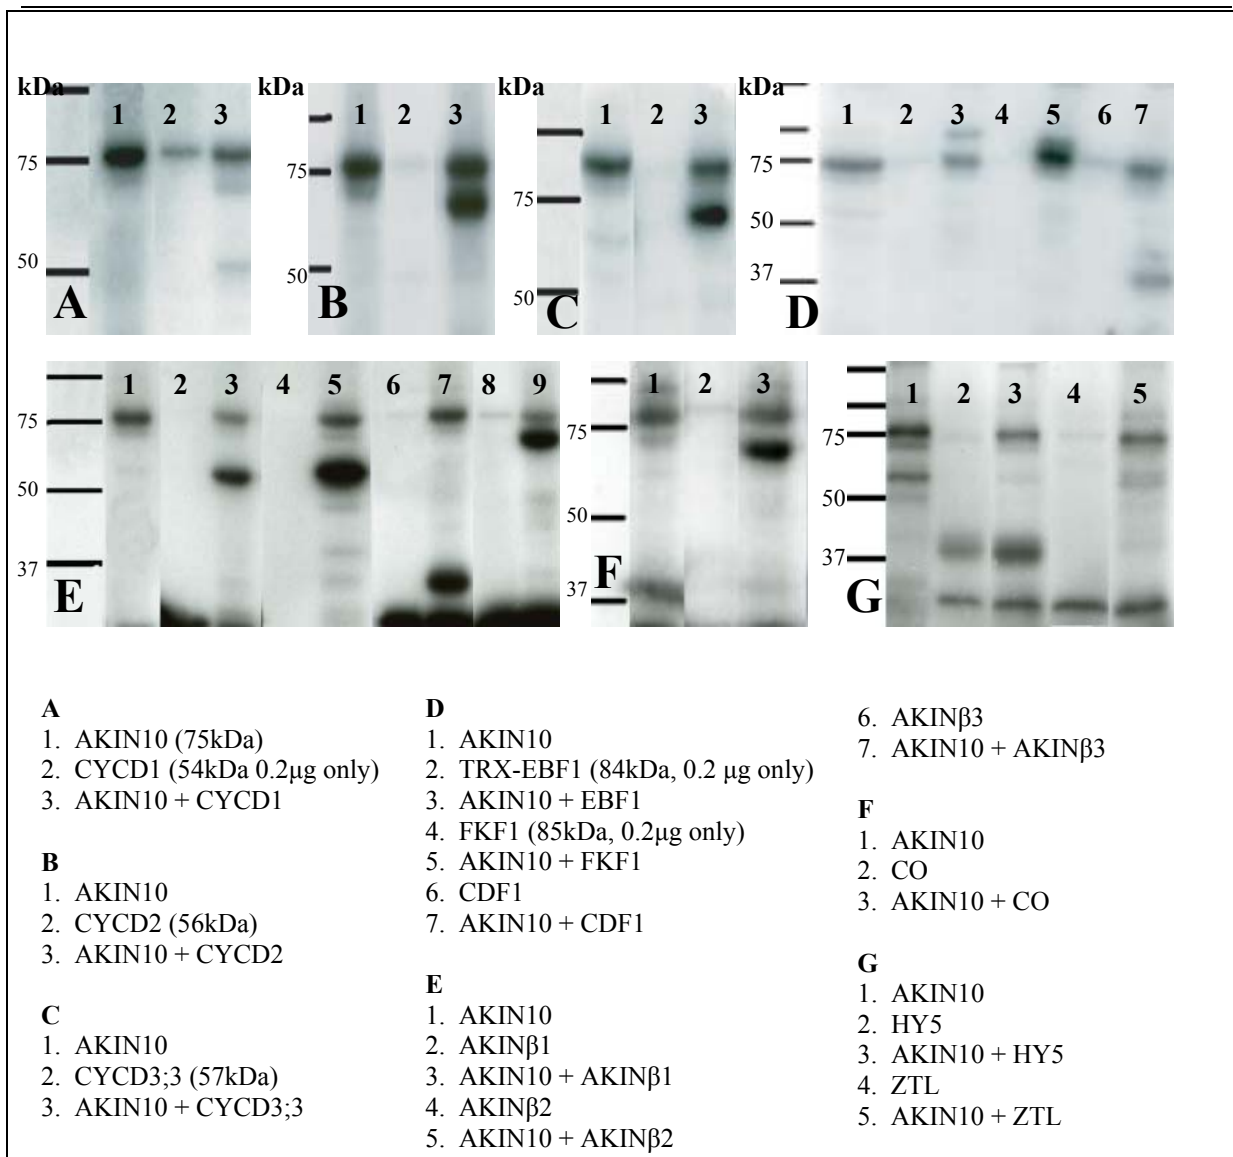 kDa 1 2 3
75
50
A
kDa 1 2 3
75
50
B
kDa 1 2 3
75
50
C
kDa 1 2 3 4 5 6 7
75
50
37
D
1 2 3 4 5 6 7 8 9
75
50
37
E
1 2 3
75
50
37
F
1 2 3 4 5
75
50
37
G
A
1. AKIN10 (75kDa)
2. CYCD1 (54kDa 0.2μg only)
3. AKIN10 + CYCD1
B
1. AKIN10
2. CYCD2 (56kDa)
3. AKIN10 + CYCD2
C
1. AKIN10
2. CYCD3;3 (57kDa)
3. AKIN10 + CYCD3;3
D
1. AKIN10
2. TRX-EBF1 (84kDa, 0.2 μg only)
3. AKIN10 + EBF1
4. FKF1 (85kDa, 0.2μg only)
5. AKIN10 + FKF1
6. CDF1
7. AKIN10 + CDF1
E
1. AKIN10
2. AKINβ1
3. AKIN10 + AKINβ1
4. AKINβ2
5. AKIN10 + AKINβ2
6. AKINβ3
7. AKIN10 + AKINβ3
F
1. AKIN10
2. CO
3. AKIN10 + CO
G
1. AKIN10
2. HY5
3. AKIN10 + HY5
4. ZTL
5. AKIN10 + ZTL